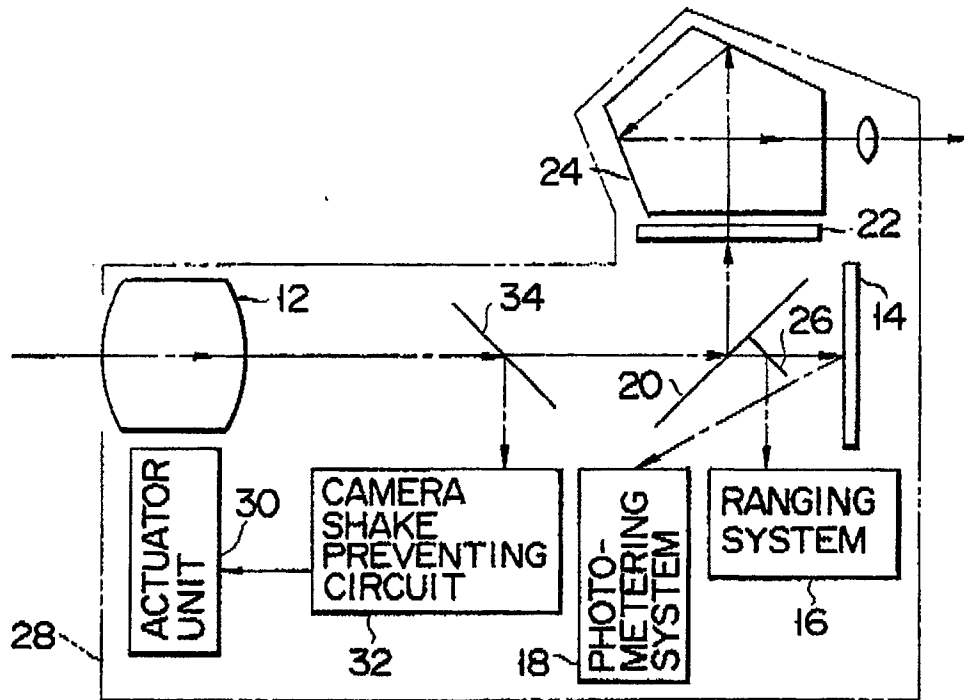 24
22
12
34
14
26
20
ACTUATOR
UNIT
30
CAMERA
SHAKE
PREVENTING
CIRCUIT
32
PHOTO-
METERING
SYSTEM
18
RANGING
SYSTEM
16
28